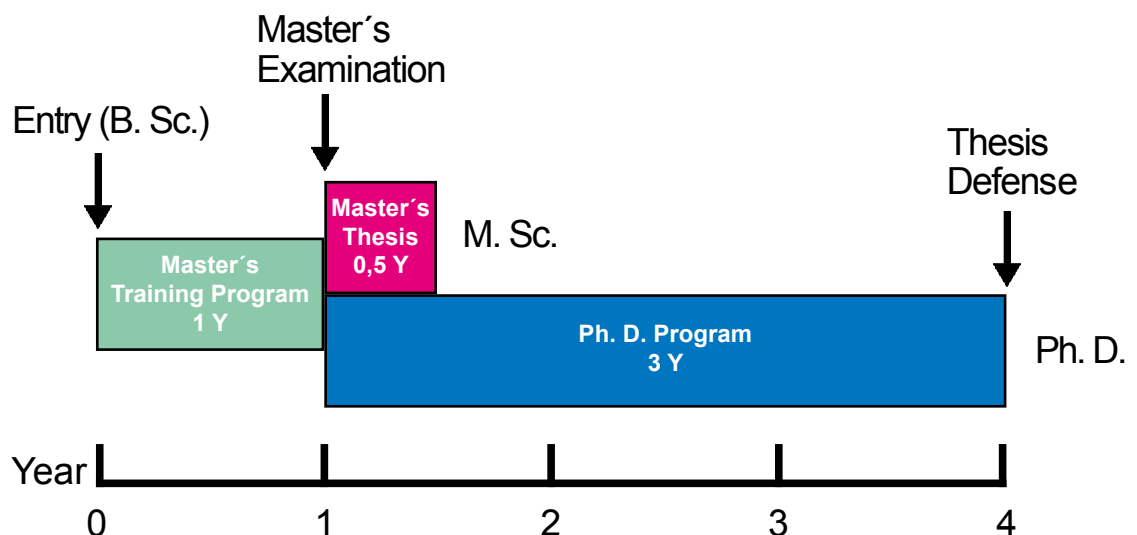 Master´s
Examination
Entry (B. Sc.)
Thesis
Defense
Master´s
Thesis
0,5 Y
M. Sc.
Master´s
Training Program
1 Y
Ph. D. Program
3 Y
Ph. D.
Year
0 1 2 3 4